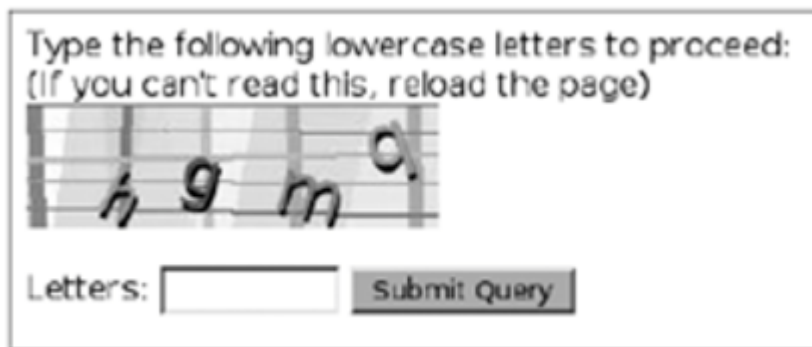 Type the following lowercase letters to proceed:
(If you can't read this, reload the page)
h g m q
Letters:
Submit Query